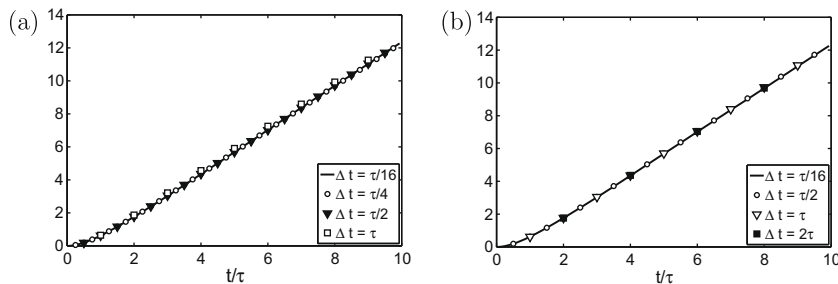 (a)
14
12
10
8
6
4
2
0
0 2 4 6 8 10
t/τ
Δ t = τ/16
Δ t = τ/4
Δ t = τ/2
Δ t = τ
(b)
14
12
10
8
6
4
2
0
0 2 4 6 8 10
t/τ
Δ t = τ/16
Δ t = τ/2
Δ t = τ
Δ t = 2τ